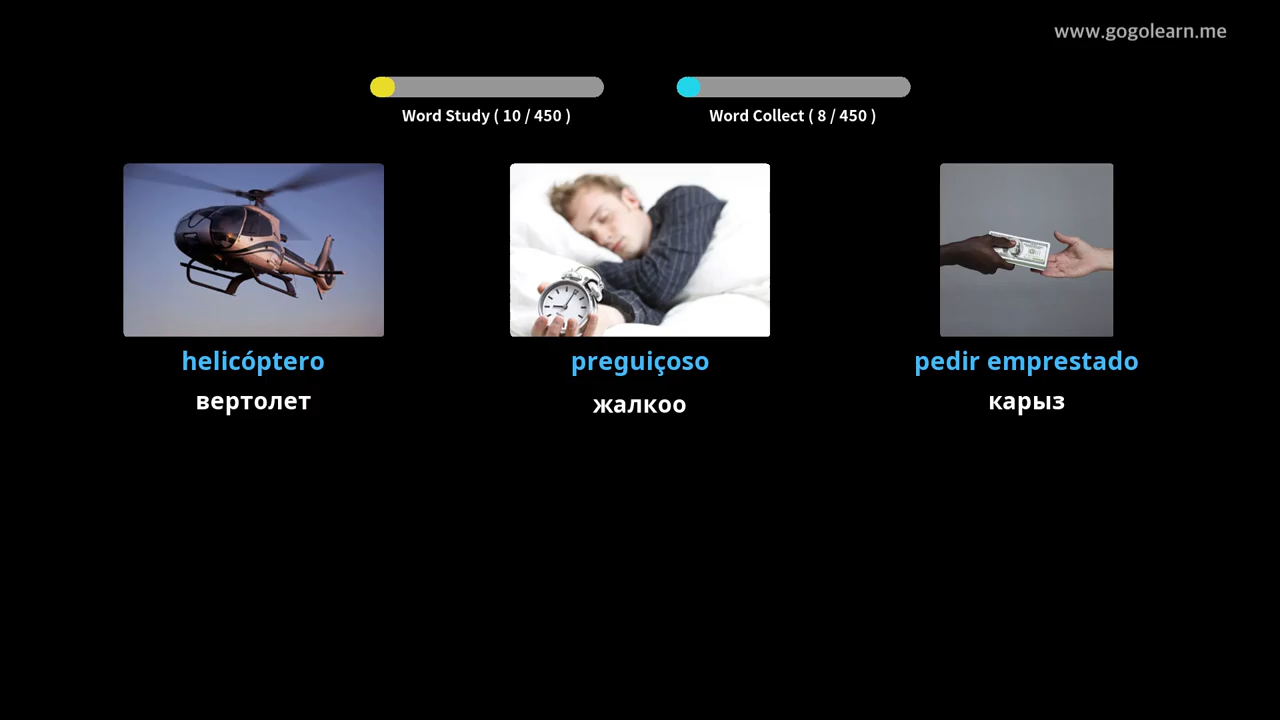 www.gogolearn.me
Word Study ( 10 / 450 )
Word Collect ( 8 / 450 )
helicóptero
preguiçoso
pedir emprestado
вертолет
жалкоо
карыз